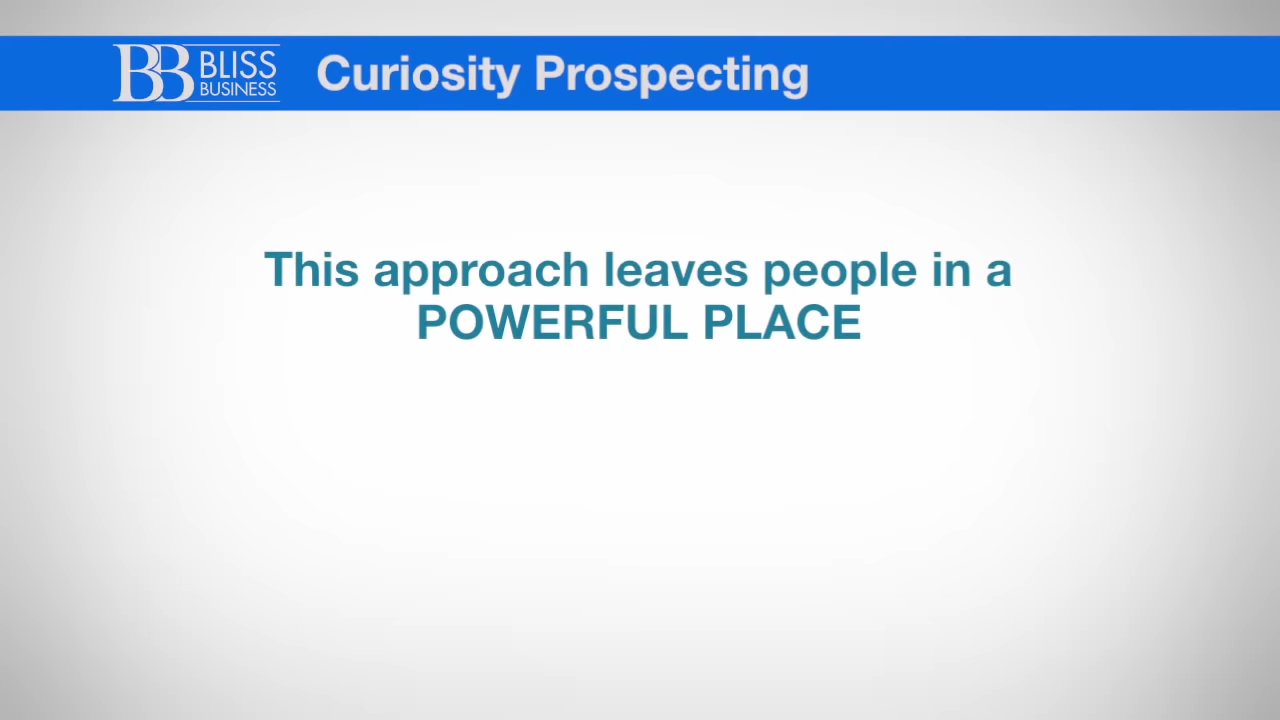 BB BLISS
BUSINESS
Curiosity Prospecting
This approach leaves people in a
POWERFUL PLACE